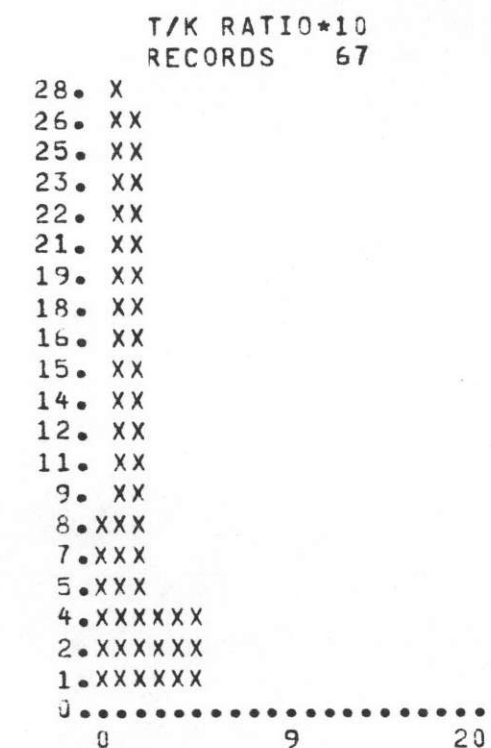 T/K RATIO*10
RECORDS 67
28. X
26. XX
25. XX
23. XX
22. XX
21. XX
19. XX
18. XX
16. XX
15. XX
14. XX
12. XX
11. XX
9. XX
8.XXX
7.XXX
5.XXX
4.XXXXXX
2.XXXXXX
1.XXXXXX
0.....................
0 9 20